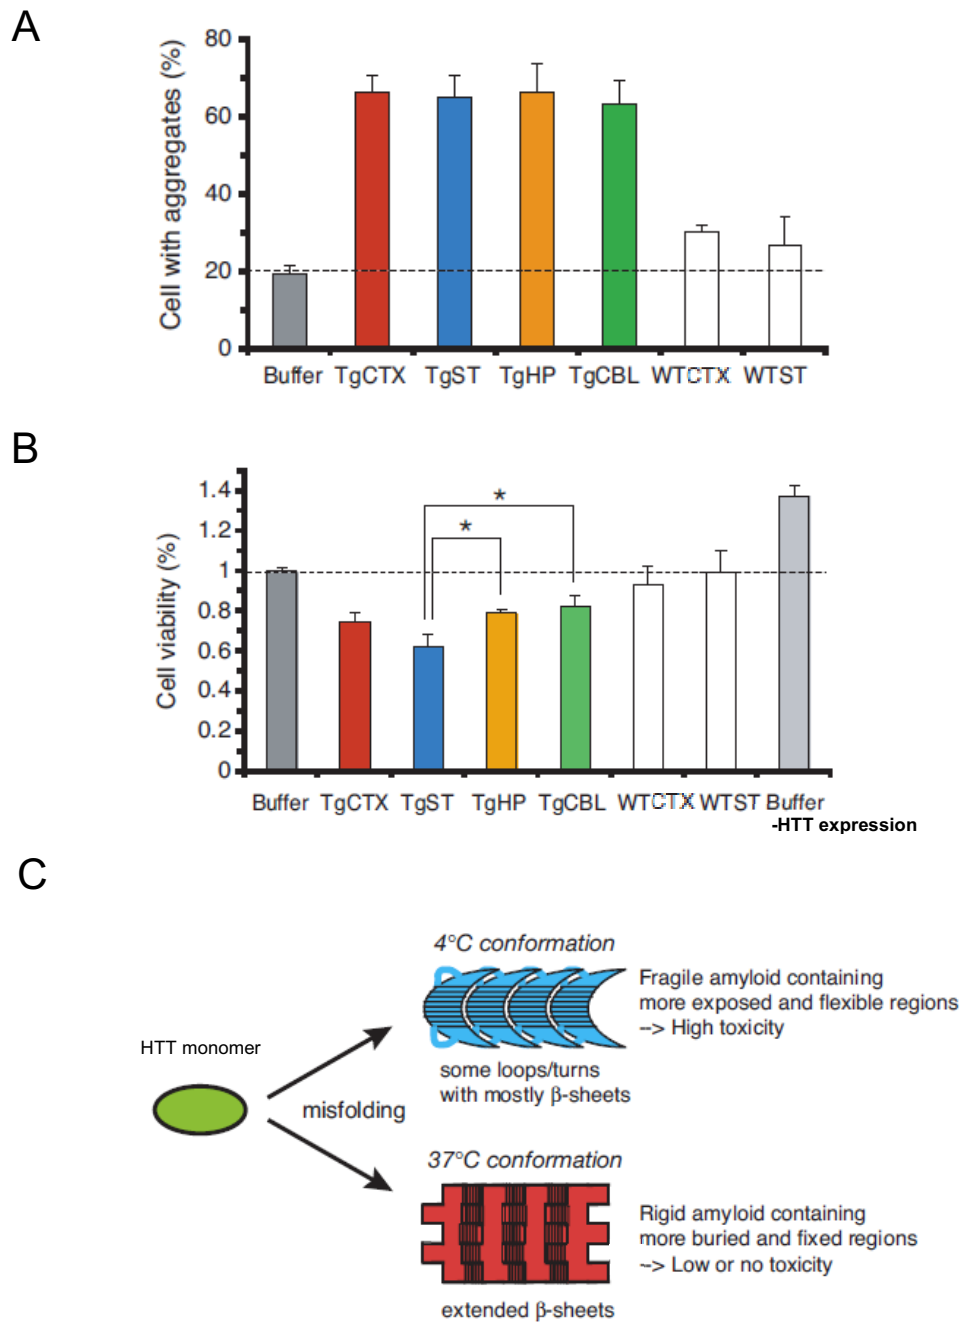 A
Cell with aggregates (%)
80
60
40
20
0
Buffer TgCTX TgST TgHP TgCBL WTCTX WTST
B
Cell viability (%)
1.4
1.2
1
0.8
0.6
0.4
0.2
0
* 
*
Buffer TgCTX TgST TgHP TgCBL WTCTX WTST Buffer
-HTT expression
C
4°C conformation
Fragile amyloid containing
more exposed and flexible regions
--> High toxicity
some loops/turns
with mostly β-sheets
HTT monomer
misfolding
37°C conformation
Rigid amyloid containing
more buried and fixed regions
--> Low or no toxicity
extended β-sheets